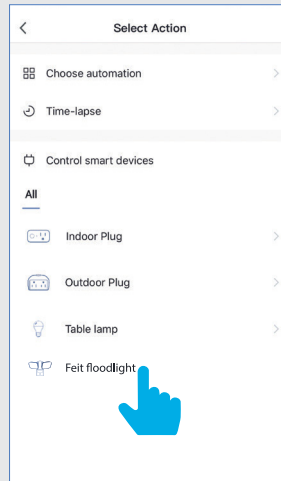 Select Action
Choose automation
Time-lapse
Control smart devices
All
Indoor Plug
Outdoor Plug
Table lamp
Feit floodlight